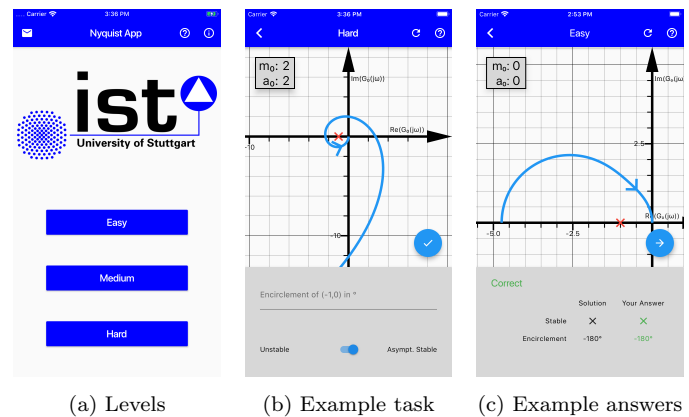 Carrier 3:36 PM
Nyquist App
ist
University of Stuttgart
Easy
Medium
Hard
(a) Levels
Carrier 3:36 PM
Hard
m₀: 2
a₀: 2
Im(G₀(jω))
Re(G₀(jω))
-10
-10
Encirclement of (-1,0) in °
Unstable Asympt. Stable
(b) Example task
Carrier 2:53 PM
Easy
m₀: 0
a₀: 0
Im(G₀(jω))
2.5
Re(G₀(jω))
-5.0 -2.5
Correct
Solution Your Answer
Stable
Encirclement -180° -180°
(c) Example answers